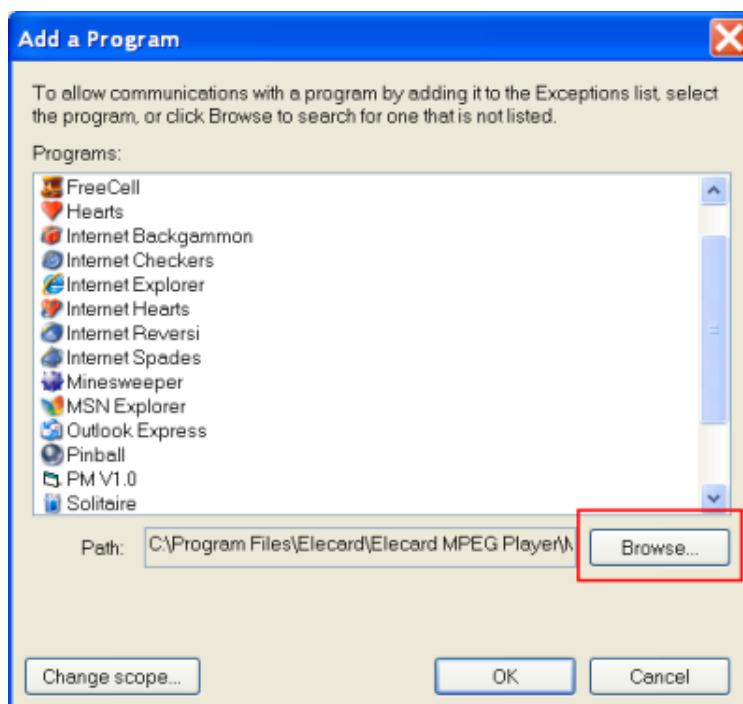 Add a Program
To allow communications with a program by adding it to the Exceptions list, select
the program, or click Browse to search for one that is not listed.
Programs:
FreeCell
Hearts
Internet Backgammon
Internet Checkers
Internet Explorer
Internet Hearts
Internet Reversi
Internet Spades
Minesweeper
MSN Explorer
Outlook Express
Pinball
PM V1.0
Solitaire
Path: C:\Program Files\Elecard\Elecard MPEG Player\M Browse...
Change scope... OK Cancel